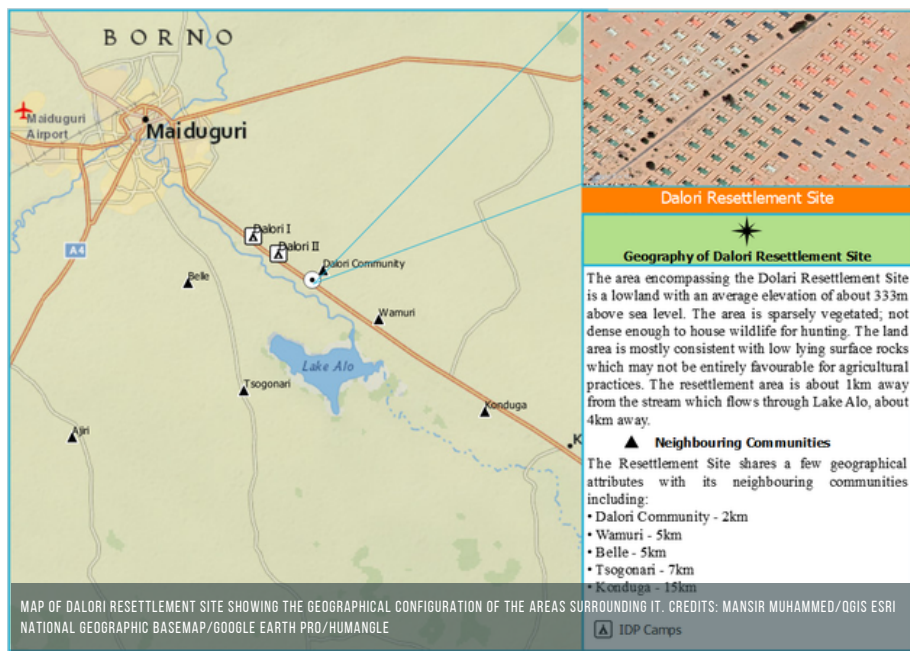 BORNO
Maiduguri
Airport
Maiduguri
A4
Dalori I
Dalori II
Dalori Community
Belle
Wamuri
Lake Alo
Tsogonari
Konduga
Ajiri
K
Dalori Resettlement Site
Geography of Dalori Resettlement Site
The area encompassing the Dolari Resettlement Site
is a lowland with an average elevation of about 333m
above sea level. The area is sparsely vegetated; not
dense enough to house wildlife for hunting. The land
area is mostly consistent with low lying surface rocks
which may not be entirely favourable for agricultural
practices. The resettlement area is about 1km away
from the stream which flows through Lake Alo, about
4km away.
Neighbouring Communities
The Resettlement Site shares a few geographical
attributes with its neighbouring communities
including:
• Dalori Community - 2km
• Wamuri - 5km
• Belle - 5km
• Tsogonari - 7km
• Konduga - 15km
MAP OF DALORI RESETTLEMENT SITE SHOWING THE GEOGRAPHICAL CONFIGURATION OF THE AREAS SURROUNDING IT. CREDITS: MANSIR MUHAMMED/QGIS ESRI
NATIONAL GEOGRAPHIC BASEMAP/GOOGLE EARTH PRO/HUMANGLE
IDP Camps